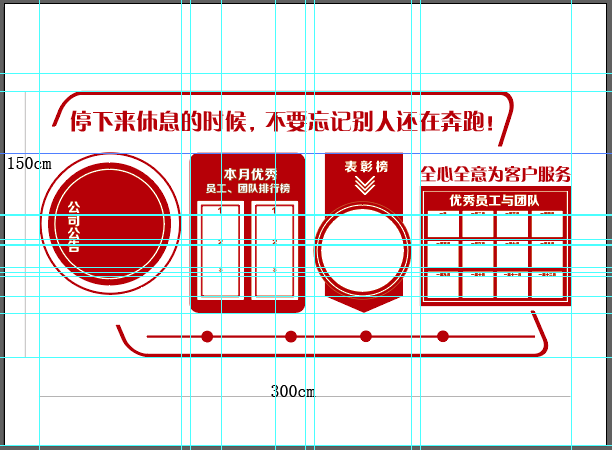 停下来休息的时候，不要忘记别人还在奔跑！
150cm
公司公告
本月优秀
员工、团队排行榜
1
1
2
2
3
3
表彰榜
全心全意为客户服务
优秀员工与团队
300cm